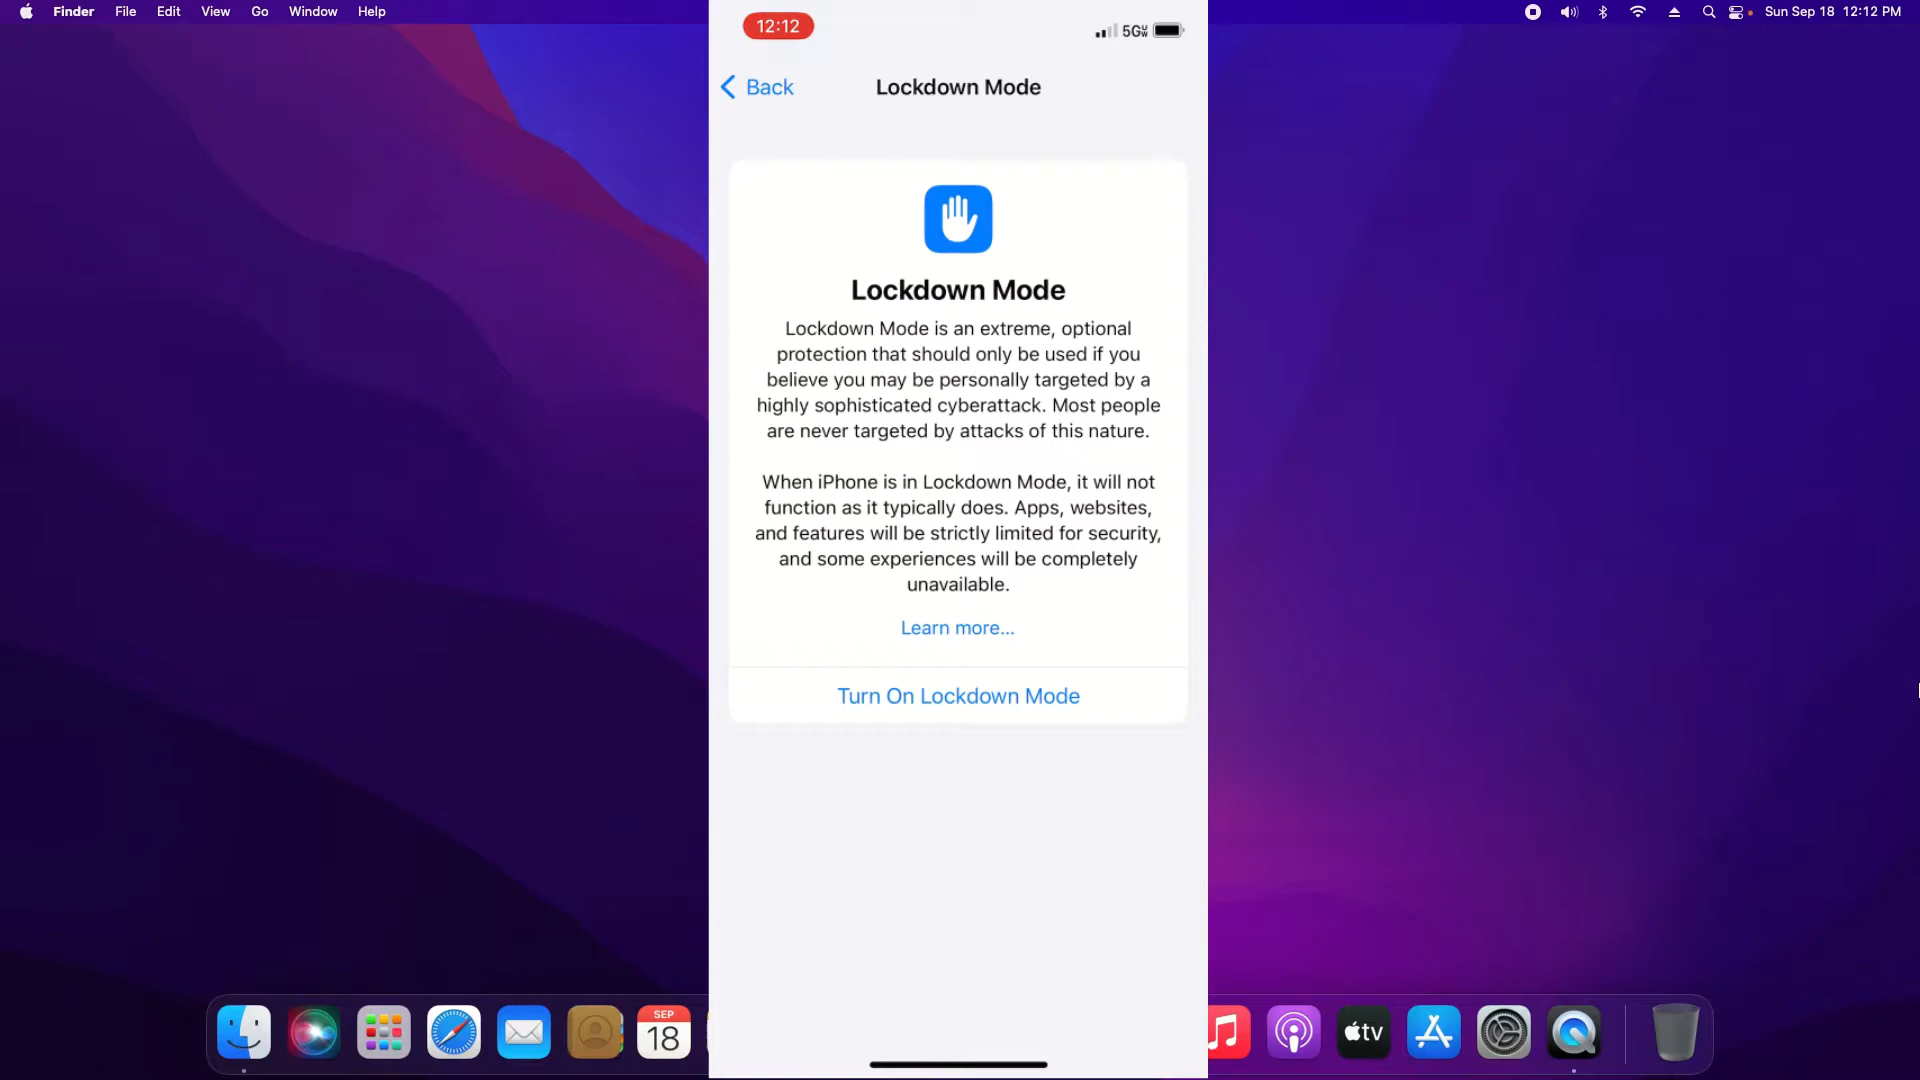 Finder File Edit View Go Window Help
Sun Sep 18 12:12 PM
12:12
5GUW
Back
Lockdown Mode
Lockdown Mode
Lockdown Mode is an extreme, optional
protection that should only be used if you
believe you may be personally targeted by a
highly sophisticated cyberattack. Most people
are never targeted by attacks of this nature.
When iPhone is in Lockdown Mode, it will not
function as it typically does. Apps, websites,
and features will be strictly limited for security,
and some experiences will be completely
unavailable.
Learn more...
Turn On Lockdown Mode
SEP
18
tv